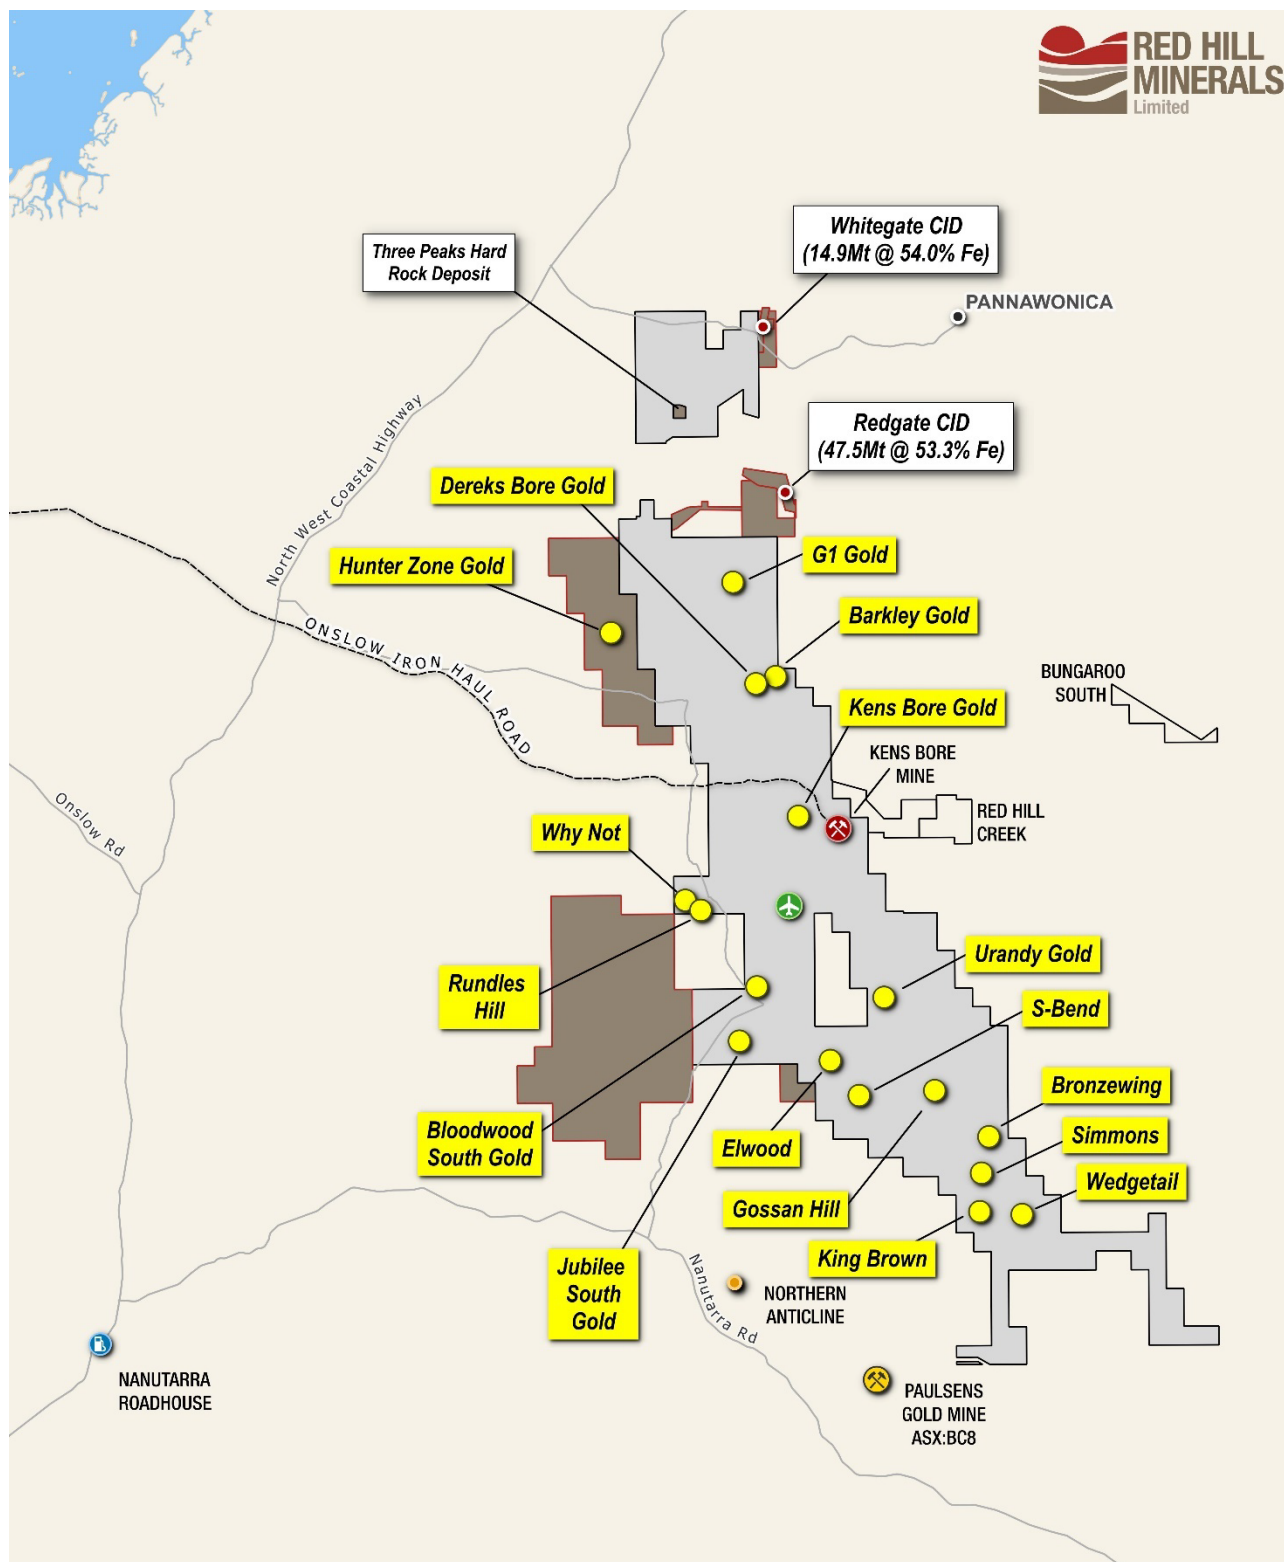 RED HILL
MINERALS
Limited
Whitegate CID
(14.9Mt @ 54.0% Fe)
Three Peaks Hard
Rock Deposit
PANNAWONICA
North West Coastal Highway
Redgate CID
(47.5Mt @ 53.3% Fe)
Dereks Bore Gold
G1 Gold
Hunter Zone Gold
Barkley Gold
ONSLOW IRON HAUL ROAD
BUNGAROO
SOUTH
Kens Bore Gold
KENS BORE
MINE
Onslow Rd
RED HILL
CREEK
Why Not
Urandy Gold
Rundles
Hill
S-Bend
Bronzewing
Bloodwood
South Gold
Elwood
Simmons
Wedgetail
Gossan Hill
King Brown
Jubilee
South
Gold
Nanutarra Rd
NORTHERN
ANTICLINE
NANUTARRA
ROADHOUSE
PAULSENS
GOLD MINE
ASX:BC8